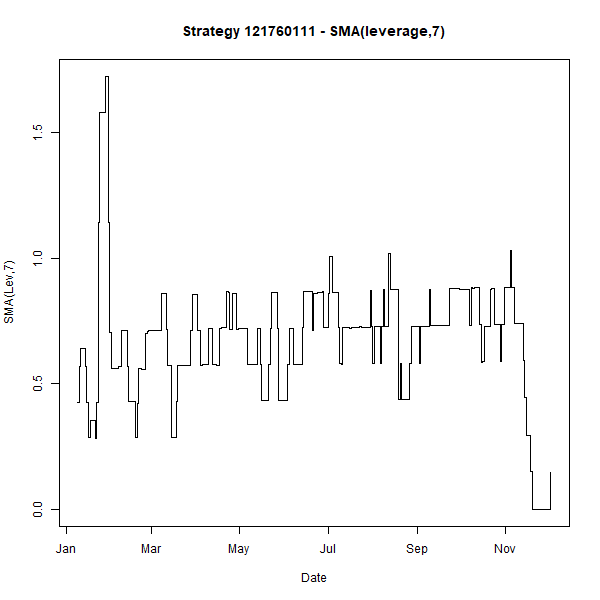 Strategy 121760111 - SMA(leverage,7)
SMA(Lev,7)
1.5
1.0
0.5
0.0
Jan Mar May Jul Sep Nov
Date